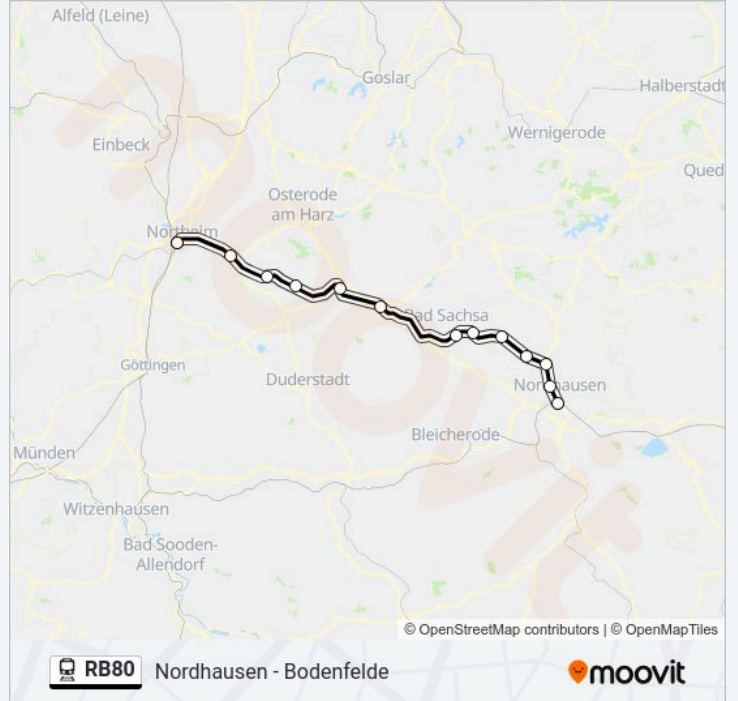 Alfeld (Leine)
Goslar
Halberstadt
Wernigerode
Einbeck
Qued
Osterode
am Harz
Northeim
Bad Sachsa
Göttingen
Duderstadt
Nordhausen
Bleicherode
Münden
Witzenhausen
Bad Sooden-
Allendorf
moovit
© OpenStreetMap contributors | © OpenMapTiles
RB80 Nordhausen - Bodenfelde
moovit